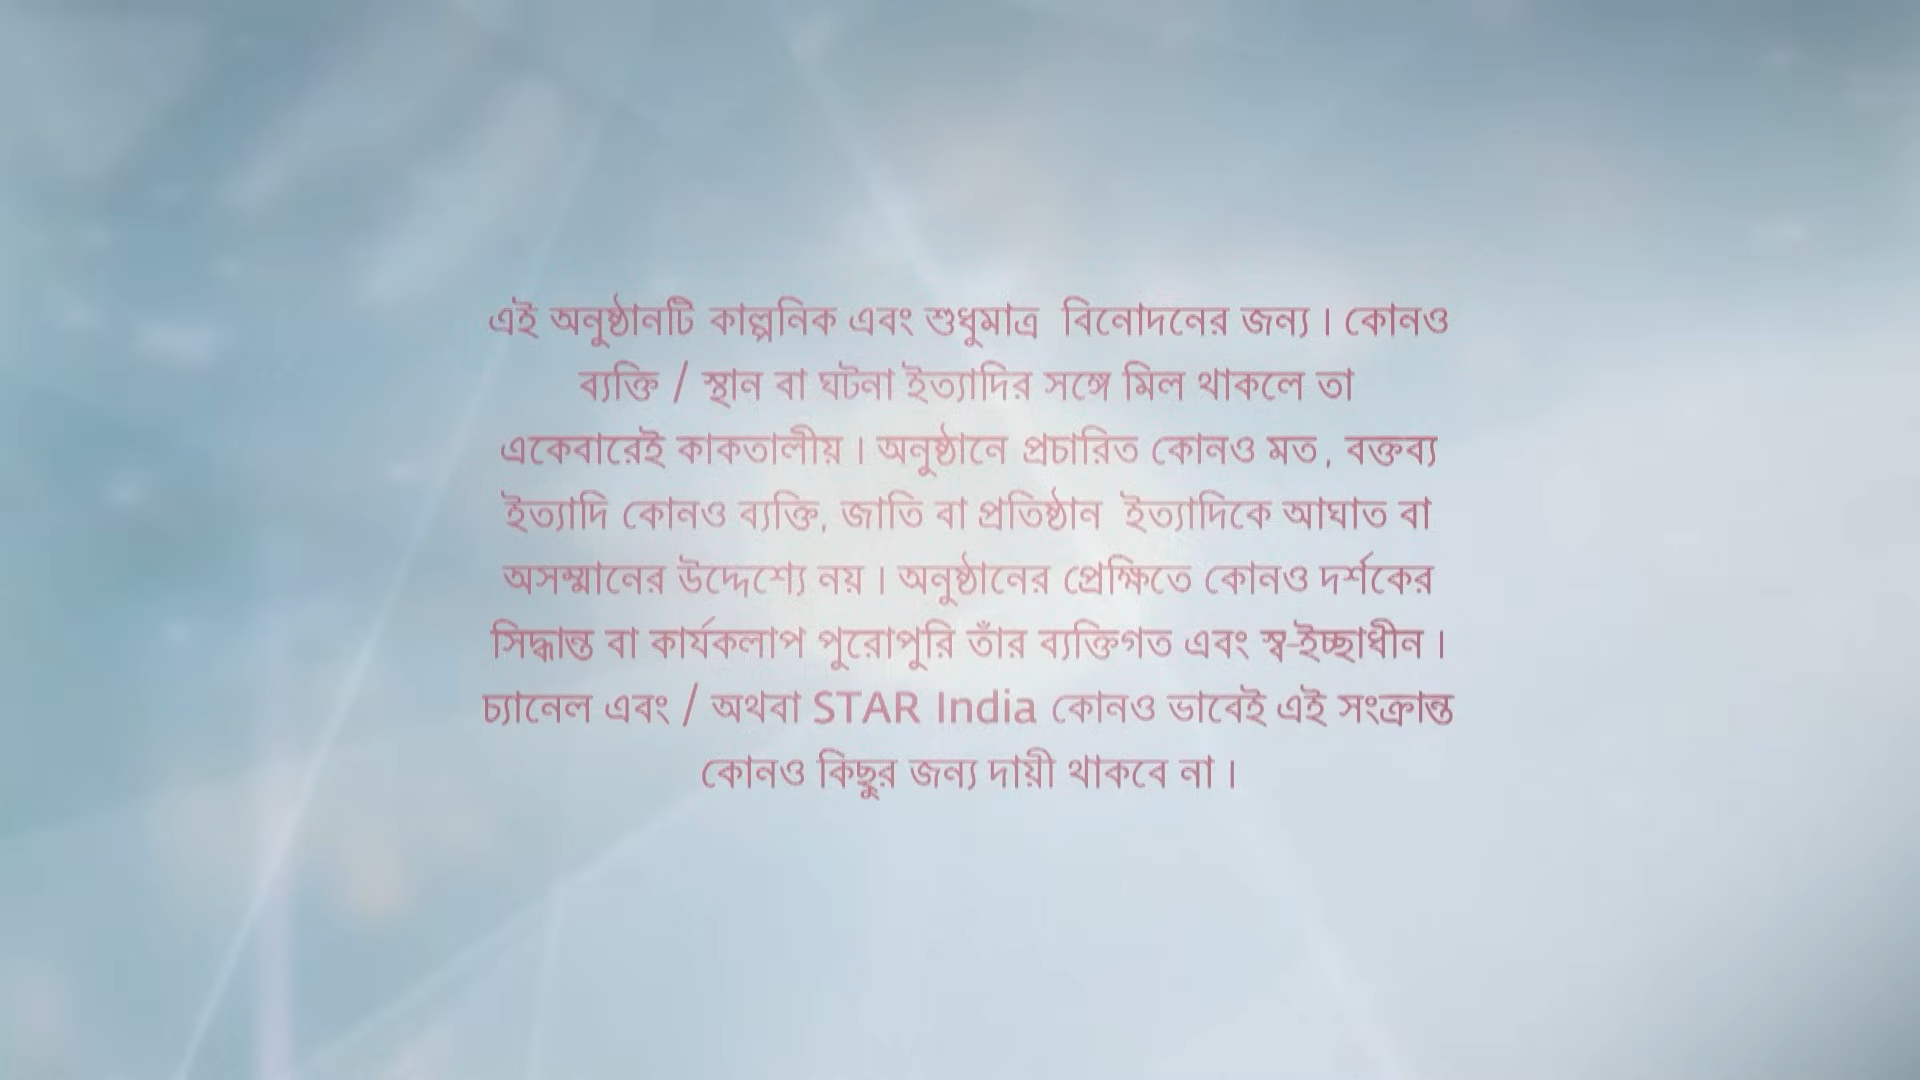 এই অনুষ্ঠানটি কাল্পনিক এবং শুধুমাত্র বিনোদনের জন্য । কোনও
ব্যক্তি / স্থান বা ঘটনা ইত্যাদির সঙ্গে মিল থাকলে তা
একেবারেই কাকতালীয় । অনুষ্ঠানে প্রচারিত কোনও মত , বক্তব্য
ইত্যাদি কোনও ব্যক্তি, জাতি বা প্রতিষ্ঠান ইত্যাদিকে আঘাত বা
অসম্মানের উদ্দেশ্যে নয় । অনুষ্ঠানের প্রেক্ষিতে কোনও দর্শকের
সিদ্ধান্ত বা কার্যকলাপ পুরোপুরি তাঁর ব্যক্তিগত এবং স্ব-ইচ্ছাধীন ।
চ্যানেল এবং / অথবা STAR India কোনও ভাবেই এই সংক্রান্ত
কোনও কিছুর জন্য দায়ী থাকবে না ।